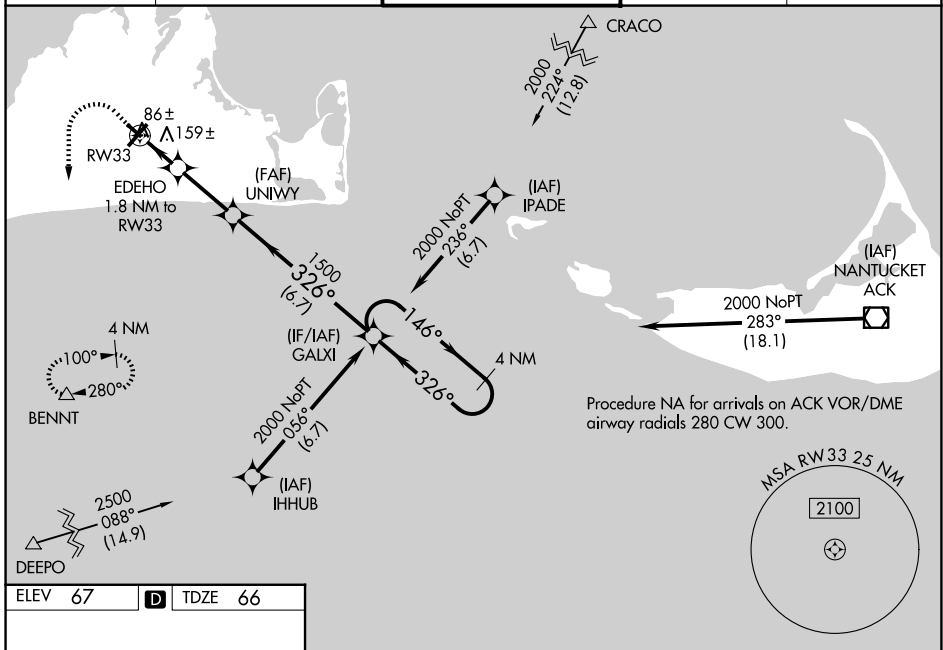 CRACO
2000
224°
(12.8)
86±
159±
RW33
EDEHO
1.8 NM to
RW33
(FAF)
UNIWY
(IAF)
IPADE
2000 NoPT
236°
(6.7)
1500
326°
(6.7)
(IAF)
NANTUCKET
ACK
2000 NoPT
283°
(18.1)
(IF/IAF)
GALXI
146°
4 NM
326°
4 NM
100°
280°
BENNT
2000 NoPT
056°
(6.7)
(IAF)
IHHUB
Procedure NA for arrivals on ACK VOR/DME
airway radials 280 CW 300.
MSA RW33 25 NM
2100
2500
088°
(14.9)
DEEPO
ELEV 67 D TDZE 66